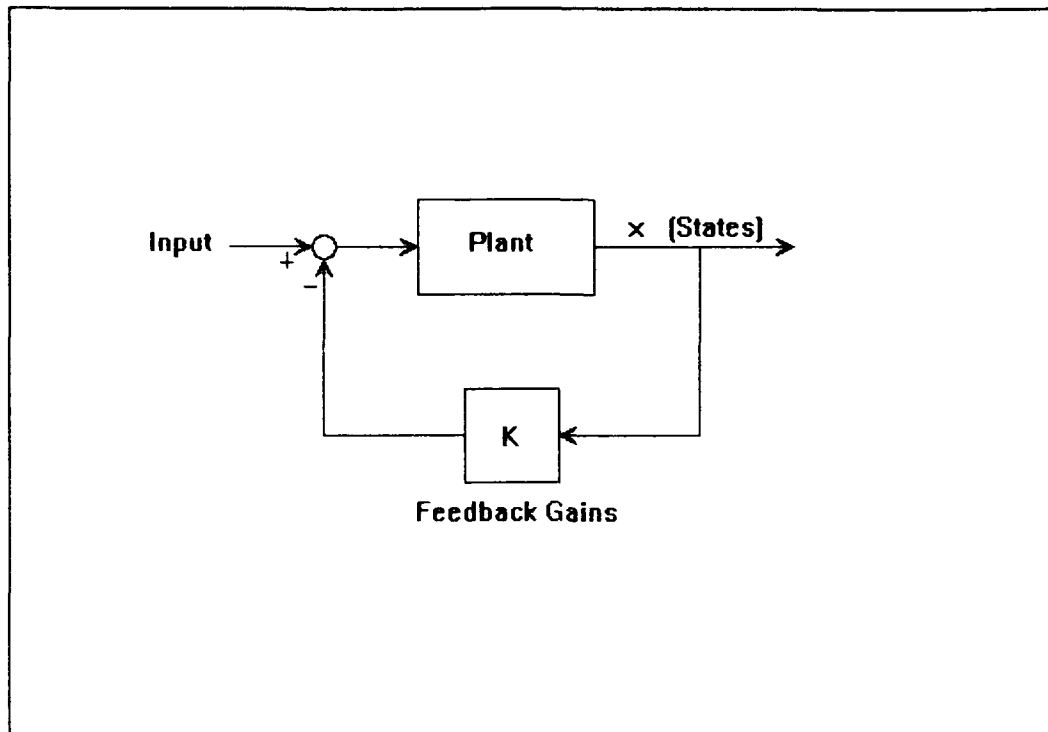 Input
+
-
Plant
x (States)
K
Feedback Gains